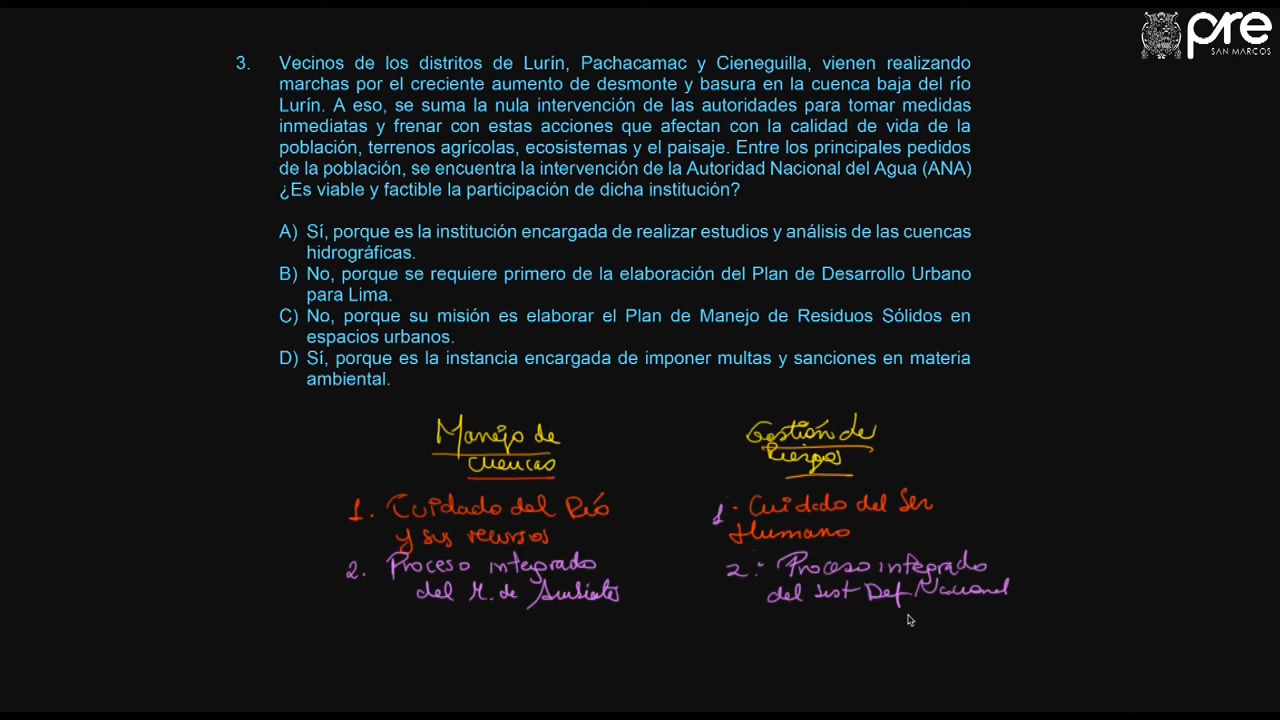 pre
SAN MARCOS
3. Vecinos de los distritos de Lurín, Pachacamac y Cieneguilla, vienen realizando
marchas por el creciente aumento de desmonte y basura en la cuenca baja del río
Lurín. A eso, se suma la nula intervención de las autoridades para tomar medidas
inmediatas y frenar con estas acciones que afectan con la calidad de vida de la
población, terrenos agrícolas, ecosistemas y el paisaje. Entre los principales pedidos
de la población, se encuentra la intervención de la Autoridad Nacional del Agua (ANA)
¿Es viable y factible la participación de dicha institución?
A) Sí, porque es la institución encargada de realizar estudios y análisis de las cuencas
hidrográficas.
B) No, porque se requiere primero de la elaboración del Plan de Desarrollo Urbano
para Lima.
C) No, porque su misión es elaborar el Plan de Manejo de Residuos Sólidos en
espacios urbanos.
D) Sí, porque es la instancia encargada de imponer multas y sanciones en materia
ambiental.
Manejo de
Cuencas
1. Cuidado del Río
y sus recursos
2. Proceso integrado
del M. de Ambiente
Gestión de
Riesgos
1. Cuidado del Ser
Humano
2. Proceso integrado
del Sist Def Nacional